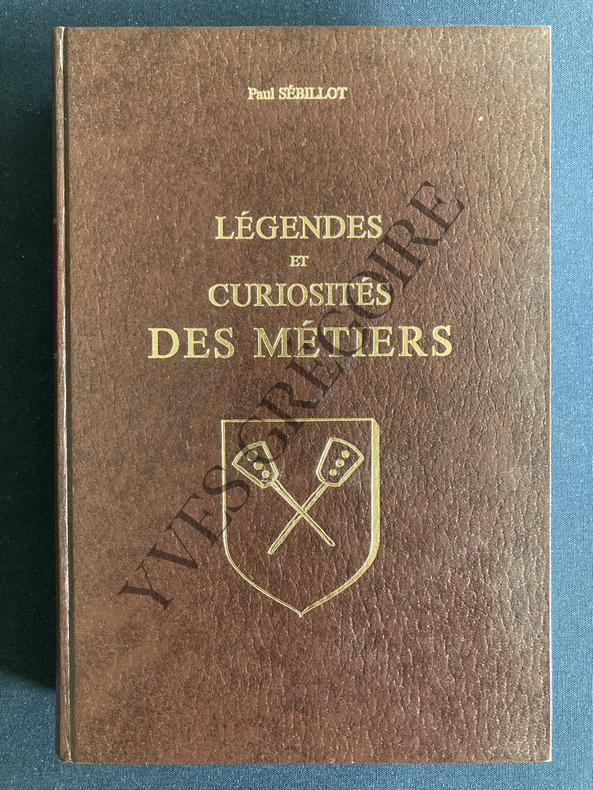 Paul SÉBILLOT
LÉGENDES
ET
CURIOSITÉS
DES MÉTIERS
YVES GREGOIRE